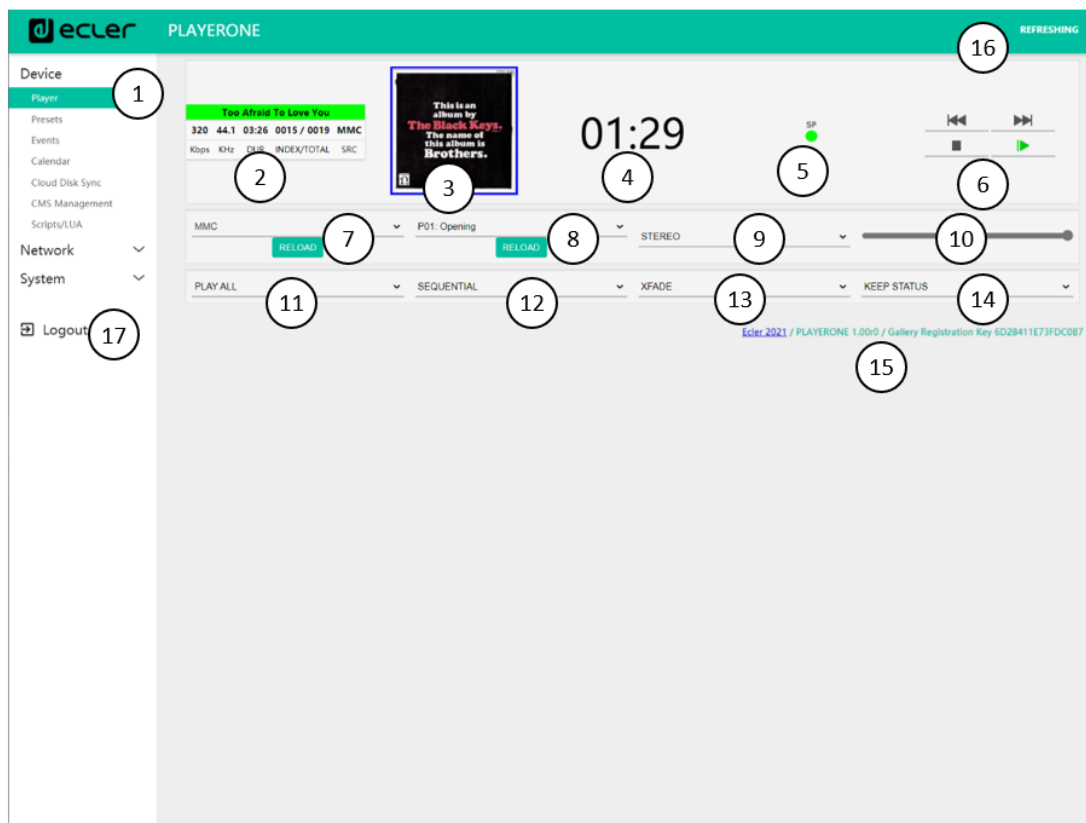 ecler
PLAYERONE
REFRESHING
16
Device
Player
1
Presets
Events
Calendar
Cloud Disk Sync
CMS Management
Scripts/LUA
Network
System
Logout
17
Too Afraid To Love You
320 44.1 03:26 0015 / 0019 MMC
Kbps KHz DUR INDEX/TOTAL SRC
2
This is an
album by
The Black Keys.
The name of
this album is
Brothers.
3
01:29
4
SP
5
6
MMC
RELOAD
7
P01: Opening
RELOAD
8
STEREO
9
10
PLAY ALL
11
SEQUENTIAL
12
XFADE
13
KEEP STATUS
14
Ecler 2021 / PLAYERONE 1.00r0 / Gallery Registration Key 6D28411E73FDC0B7
15